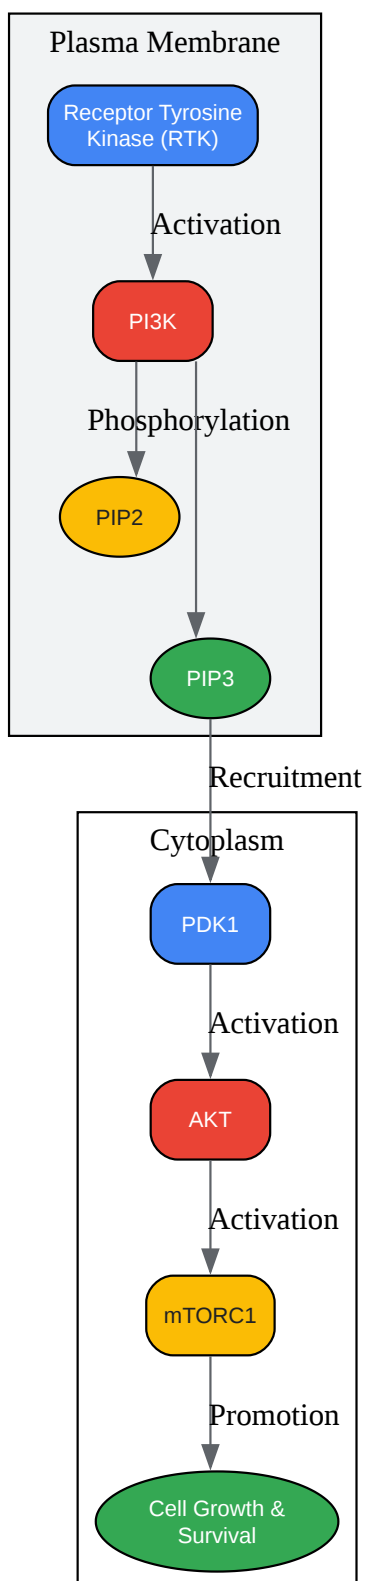 Plasma Membrane
Receptor Tyrosine
Kinase (RTK)
Activation
PI3K
Phosphorylation
PIP2
PIP3
Recruitment
Cytoplasm
PDK1
Activation
AKT
Activation
mTORC1
Promotion
Cell Growth &
Survival